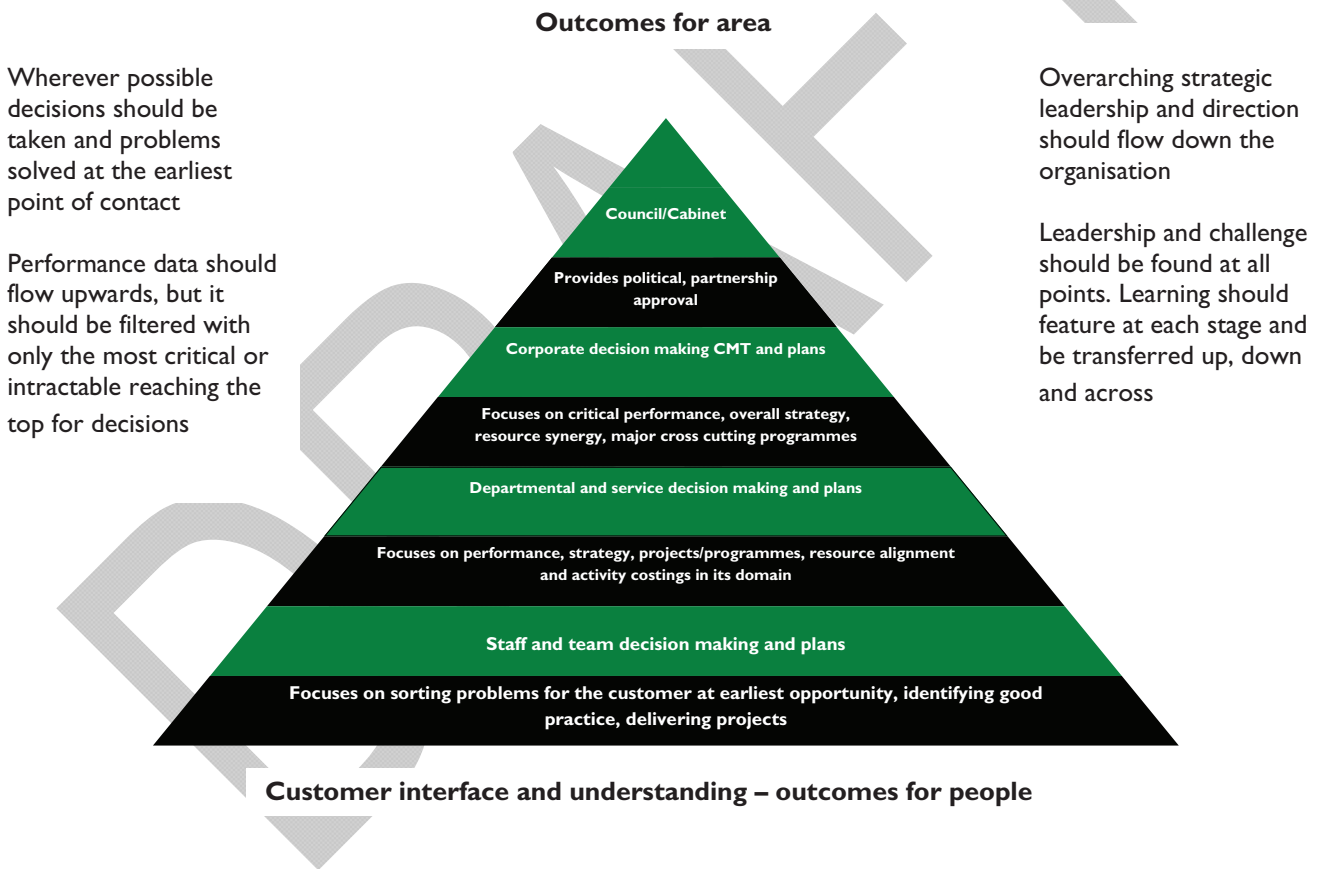 Outcomes for area
Wherever possible
decisions should be
taken and problems
solved at the earliest
point of contact
Performance data should
flow upwards, but it
should be filtered with
only the most critical or
intractable reaching the
top for decisions
Overarching strategic
leadership and direction
should flow down the
organisation
Leadership and challenge
should be found at all
points. Learning should
feature at each stage and
be transferred up, down
and across
Council/Cabinet
Provides political, partnership
approval
Corporate decision making CMT and plans
Focuses on critical performance, overall strategy,
resource synergy, major cross cutting programmes
Departmental and service decision making and plans
Focuses on performance, strategy, projects/programmes, resource alignment
and activity costings in its domain
Staff and team decision making and plans
Focuses on sorting problems for the customer at earliest opportunity, identifying good
practice, delivering projects
Customer interface and understanding – outcomes for people
DRAFT